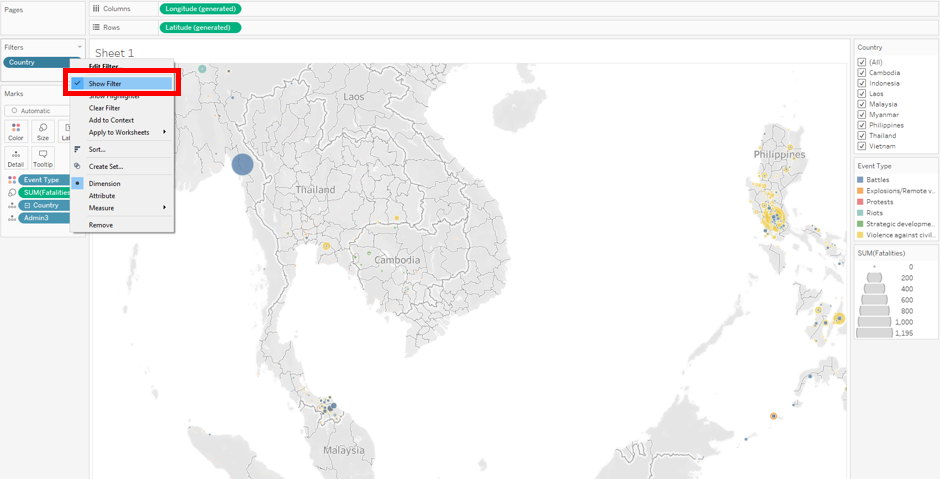 Pages
Columns
Longitude (generated)
Rows
Latitude (generated)
Filters
Country
Sheet 1
Edit Filter...
Show Filter
Show Highlighter
Clear Filter
Add to Context
Apply to Worksheets
Sort...
Create Set...
Dimension
Attribute
Measure
Remove
Marks
Automatic
Color
Size
Detail
Tooltip
Event Type
SUM(Fatalities
Country
Admin3
Laos
Thailand
Cambodia
Philippines
Malaysia
Country
(All)
Cambodia
Indonesia
Laos
Malaysia
Myanmar
Philippines
Thailand
Vietnam
Event Type
Battles
Explosions/Remote v...
Protests
Riots
Strategic developme...
Violence against civil...
SUM(Fatalities)
0
200
400
600
800
1,000
1,195